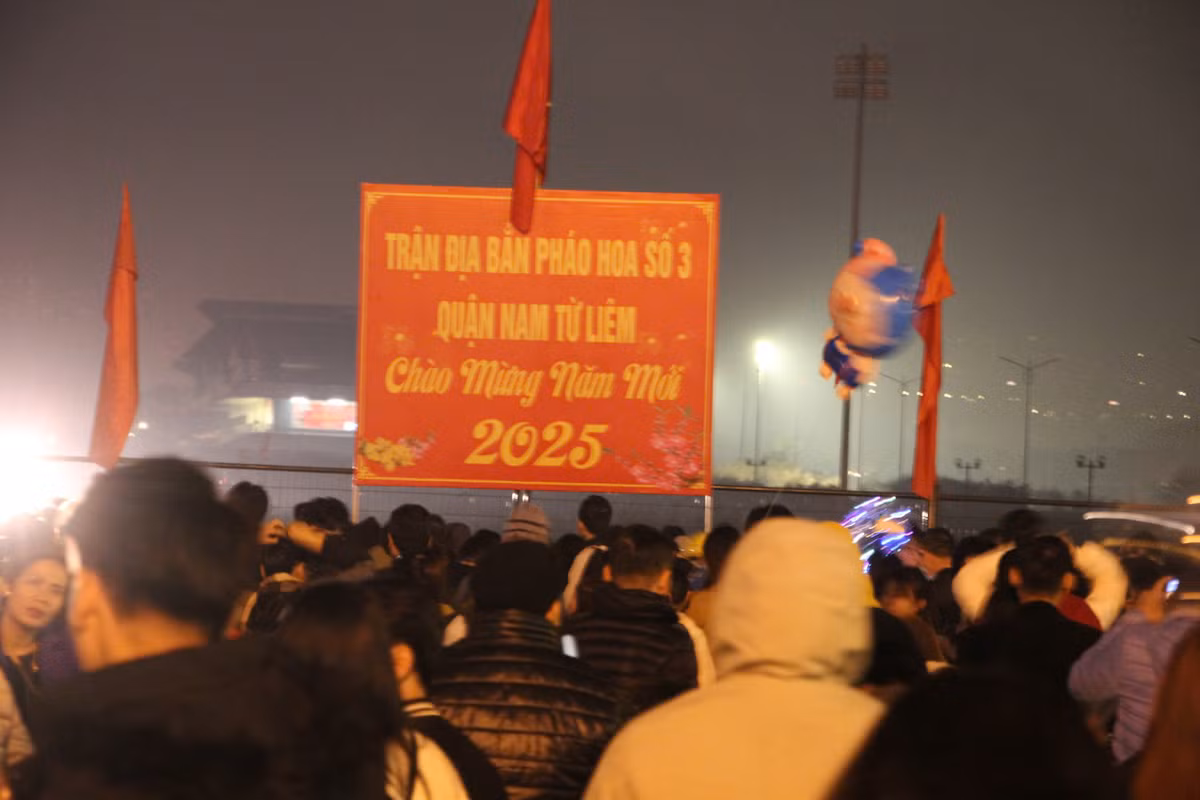 TRẬN ĐỊA BẮN PHÁO HOA SỐ 3
QUẬN NAM TỪ LIÊM
Chào Mừng Năm Mới
2025